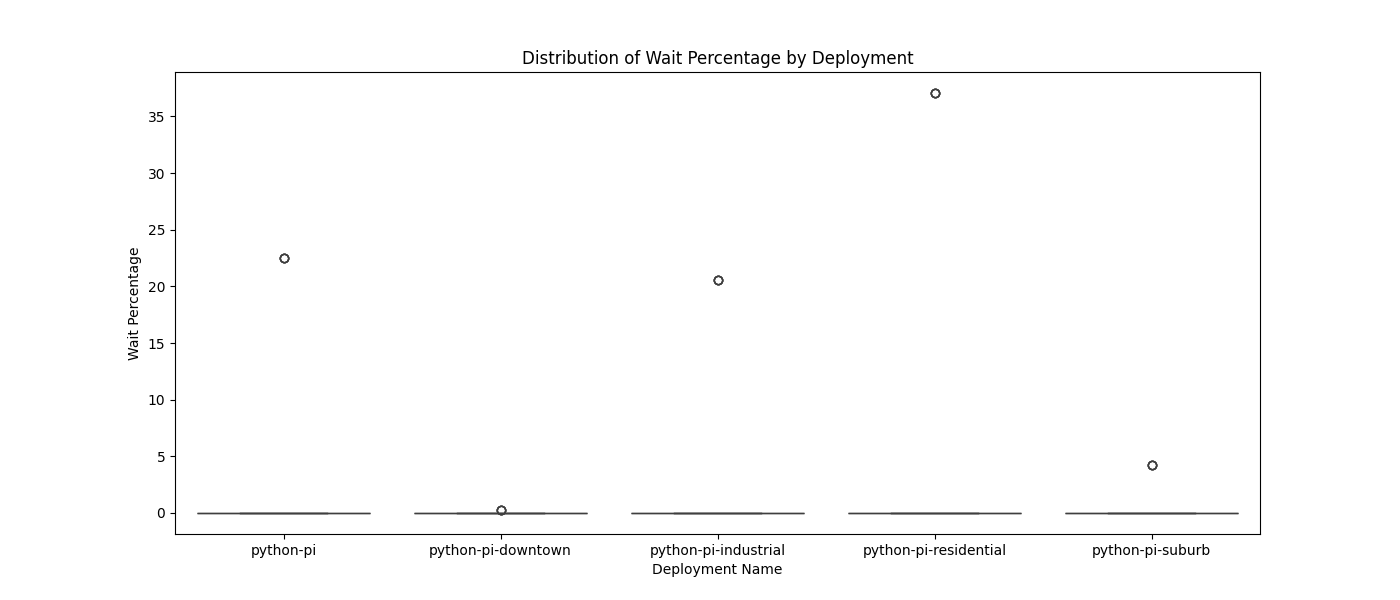 Distribution of Wait Percentage by Deployment
Wait Percentage
35
30
25
20
15
10
5
0
python-pi
python-pi-downtown
python-pi-industrial
python-pi-residential
python-pi-suburb
Deployment Name